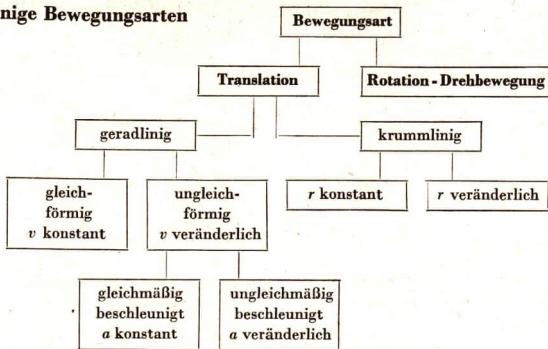 nige Bewegungsarten
Bewegungsart
Translation
Rotation - Drehbewegung
geradlinig
krummlinig
gleich-
förmig
v konstant
ungleich-
förmig
v veränderlich
r konstant
r veränderlich
gleichmäßig
beschleunigt
a konstant
ungleichmäßig
beschleunigt
a veränderlich